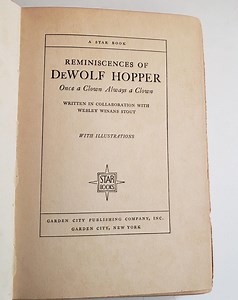 A STAR BOOK
REMINISCENCES OF
DeWOLF HOPPER
Once a Clown Always a Clown
WRITTEN IN COLLABORATION WITH
WESLEY WINANS STOUT
WITH ILLUSTRATIONS
STAR
BOOKS
GARDEN CITY PUBLISHING COMPANY, INC.
GARDEN CITY, NEW YORK